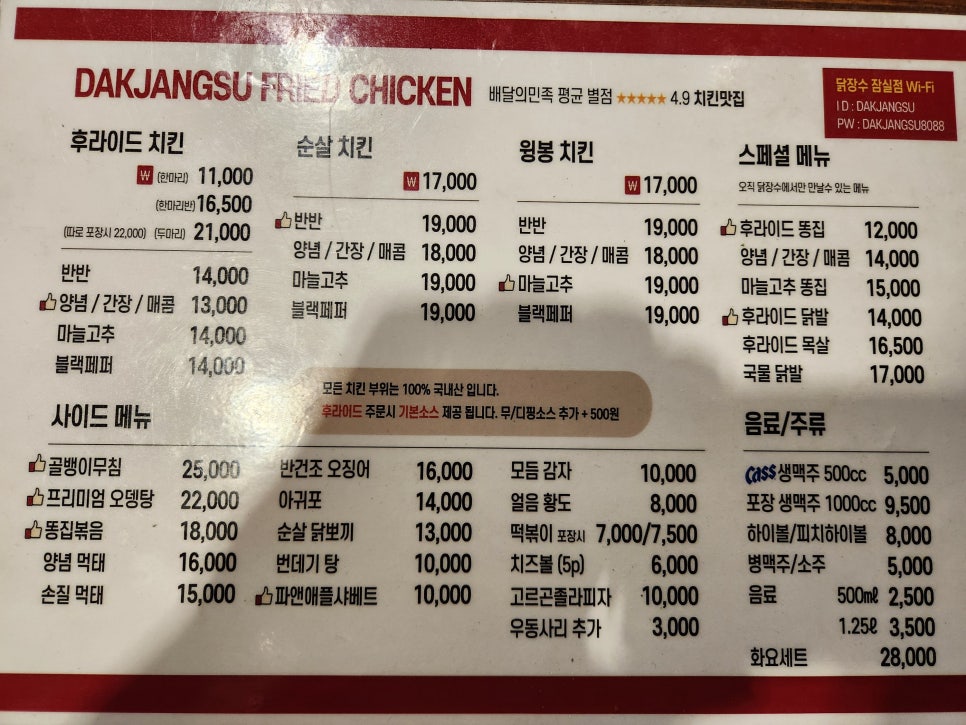 DAKJANGSU FRIED CHICKEN 배달의민족 평균 별점 ★★★★★ 4.9 치킨맛집
닭장수 잠실점 Wi-Fi
ID : DAKJANGSU
PW : DAKJANGSU8088
후라이드 치킨
₩ (한마리) 11,000
(한마리반) 16,500
(따로 포장시 22,000) (두마리) 21,000
반반 14,000
양념 / 간장 / 매콤 13,000
마늘고추 14,000
블랙페퍼 14,000
순살 치킨
₩ 17,000
반반 19,000
양념 / 간장 / 매콤 18,000
마늘고추 19,000
블랙페퍼 19,000
윙봉 치킨
₩ 17,000
반반 19,000
양념 / 간장 / 매콤 18,000
마늘고추 19,000
블랙페퍼 19,000
스페셜 메뉴
오직 닭장수에서만 만날수 있는 메뉴
후라이드 똥집 12,000
양념 / 간장 / 매콤 14,000
마늘고추 똥집 15,000
후라이드 닭발 14,000
후라이드 목살 16,500
국물 닭발 17,000
모든 치킨 부위는 100% 국내산 입니다.
후라이드 주문시 기본소스 제공 됩니다. 무/디핑소스 추가 + 500원
사이드 메뉴
골뱅이무침 25,000
프리미엄 오뎅탕 22,000
똥집볶음 18,000
양념 먹태 16,000
손질 먹태 15,000
반건조 오징어 16,000
아귀포 14,000
순살 닭뽀끼 13,000
번데기 탕 10,000
파앤애플샤베트 10,000
모듬 감자 10,000
얼음 황도 8,000
떡볶이 포장시 7,000/7,500
치즈볼 (5p) 6,000
고르곤졸라피자 10,000
우동사리 추가 3,000
음료/주류
Cass 생맥주 500cc 5,000
포장 생맥주 1000cc 9,500
하이볼/피치하이볼 8,000
병맥주/소주 5,000
음료 500㎖ 2,500
1.25ℓ 3,500
화요세트 28,000